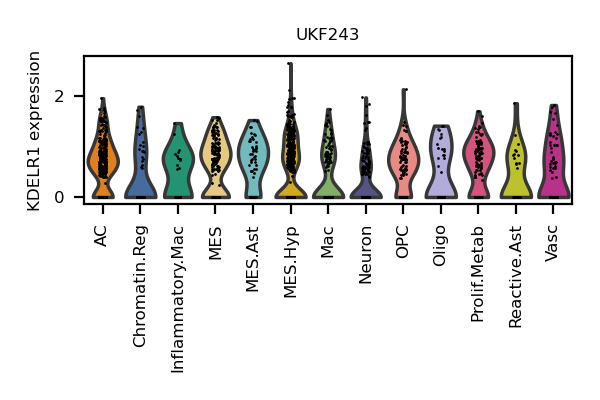 UKF243
KDELR1 expression
2
0
AC
Chromatin.Reg
Inflammatory.Mac
MES
MES.Ast
MES.Hyp
Mac
Neuron
OPC
Oligo
Prolif.Metab
Reactive.Ast
Vasc